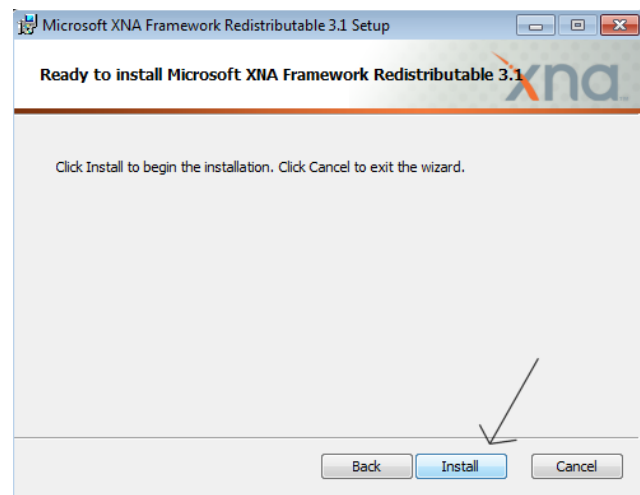 Microsoft XNA Framework Redistributable 3.1 Setup
Ready to install Microsoft XNA Framework Redistributable 3.1
xna
Click Install to begin the installation. Click Cancel to exit the wizard.
Back Install Cancel